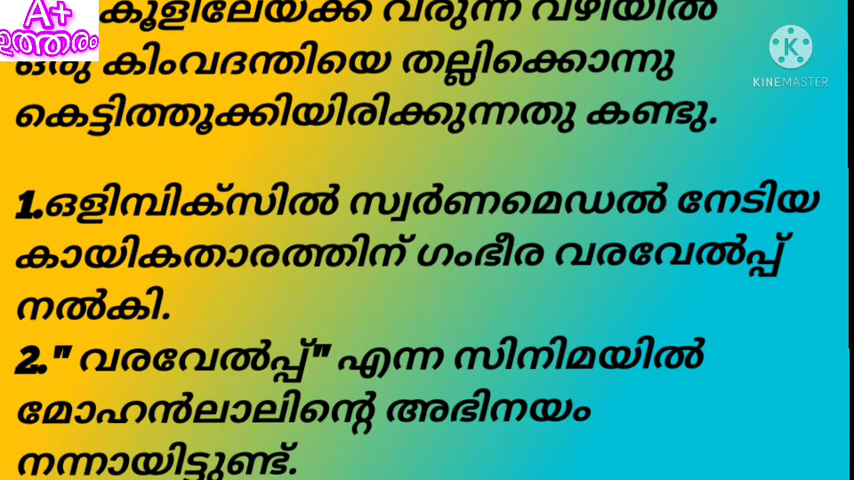 A+
ഉത്തരം
കൂളിലേയ്ക്ക് വരുന്ന വഴിയിൽ
ഒരു കിംവദന്തിയെ തല്ലിക്കൊന്നു
കെട്ടിത്തൂക്കിയിരിക്കുന്നതു കണ്ടു.
K
KINEMASTER
1.ഒളിമ്പിക്സിൽ സ്വർണമെഡൽ നേടിയ
കായികതാരത്തിന് ഗംഭീര വരവേൽപ്പ്
നൽകി.
2." വരവേൽപ്പ്" എന്ന സിനിമയിൽ
മോഹൻലാലിന്റെ അഭിനയം
നന്നായിട്ടുണ്ട്.